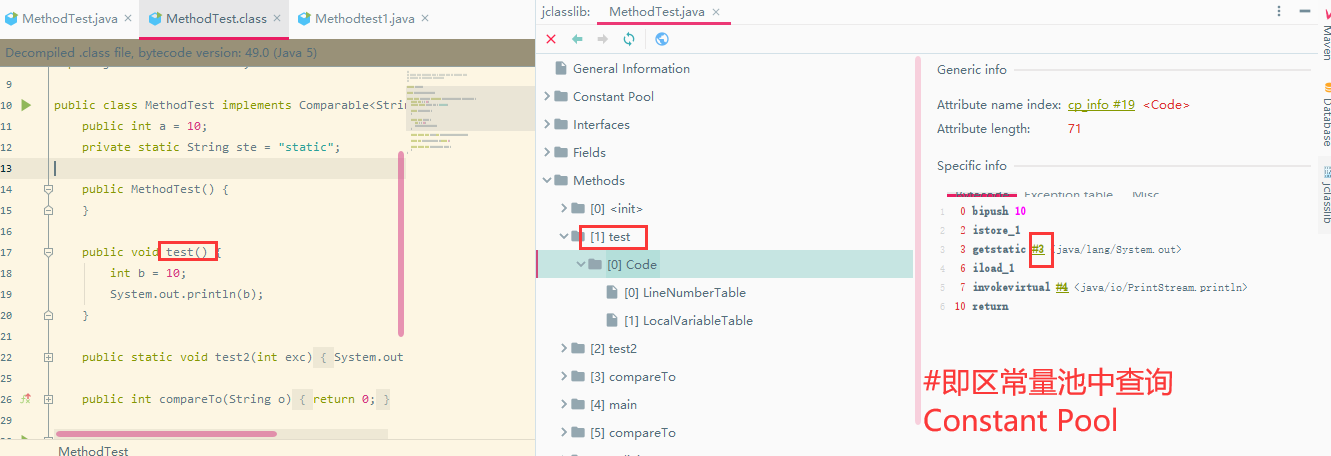 MethodTest.java
MethodTest.class
Methodtest1.java
Decompiled .class file, bytecode version: 49.0 (Java 5)
9
10 public class MethodTest implements Comparable<Strin
11 public int a = 10;
12 private static String ste = "static";
13
14 public MethodTest() {
15 }
16
17 public void test() {
18 int b = 10;
19 System.out.println(b);
20 }
21
22 public static void test2(int exc) { System.out
25
26 public int compareTo(String o) { return 0; }
29
MethodTest
jclasslib: MethodTest.java
General Information
Constant Pool
Interfaces
Fields
Methods
[0] <init>
[1] test
[0] Code
[0] LineNumberTable
[1] LocalVariableTable
[2] test2
[3] compareTo
[4] main
[5] compareTo
Generic info
Attribute name index: cp_info #19 <Code>
Attribute length: 71
Specific info
Exception table
Misc
1 0 bipush 10
2 2 istore_1
3 3 getstatic #3 <java/lang/System.out>
4 6 iload_1
5 7 invokevirtual #4 <java/io/PrintStream.println>
6 10 return
#即区常量池中查询
Constant Pool
Maven
Database
jclasslib